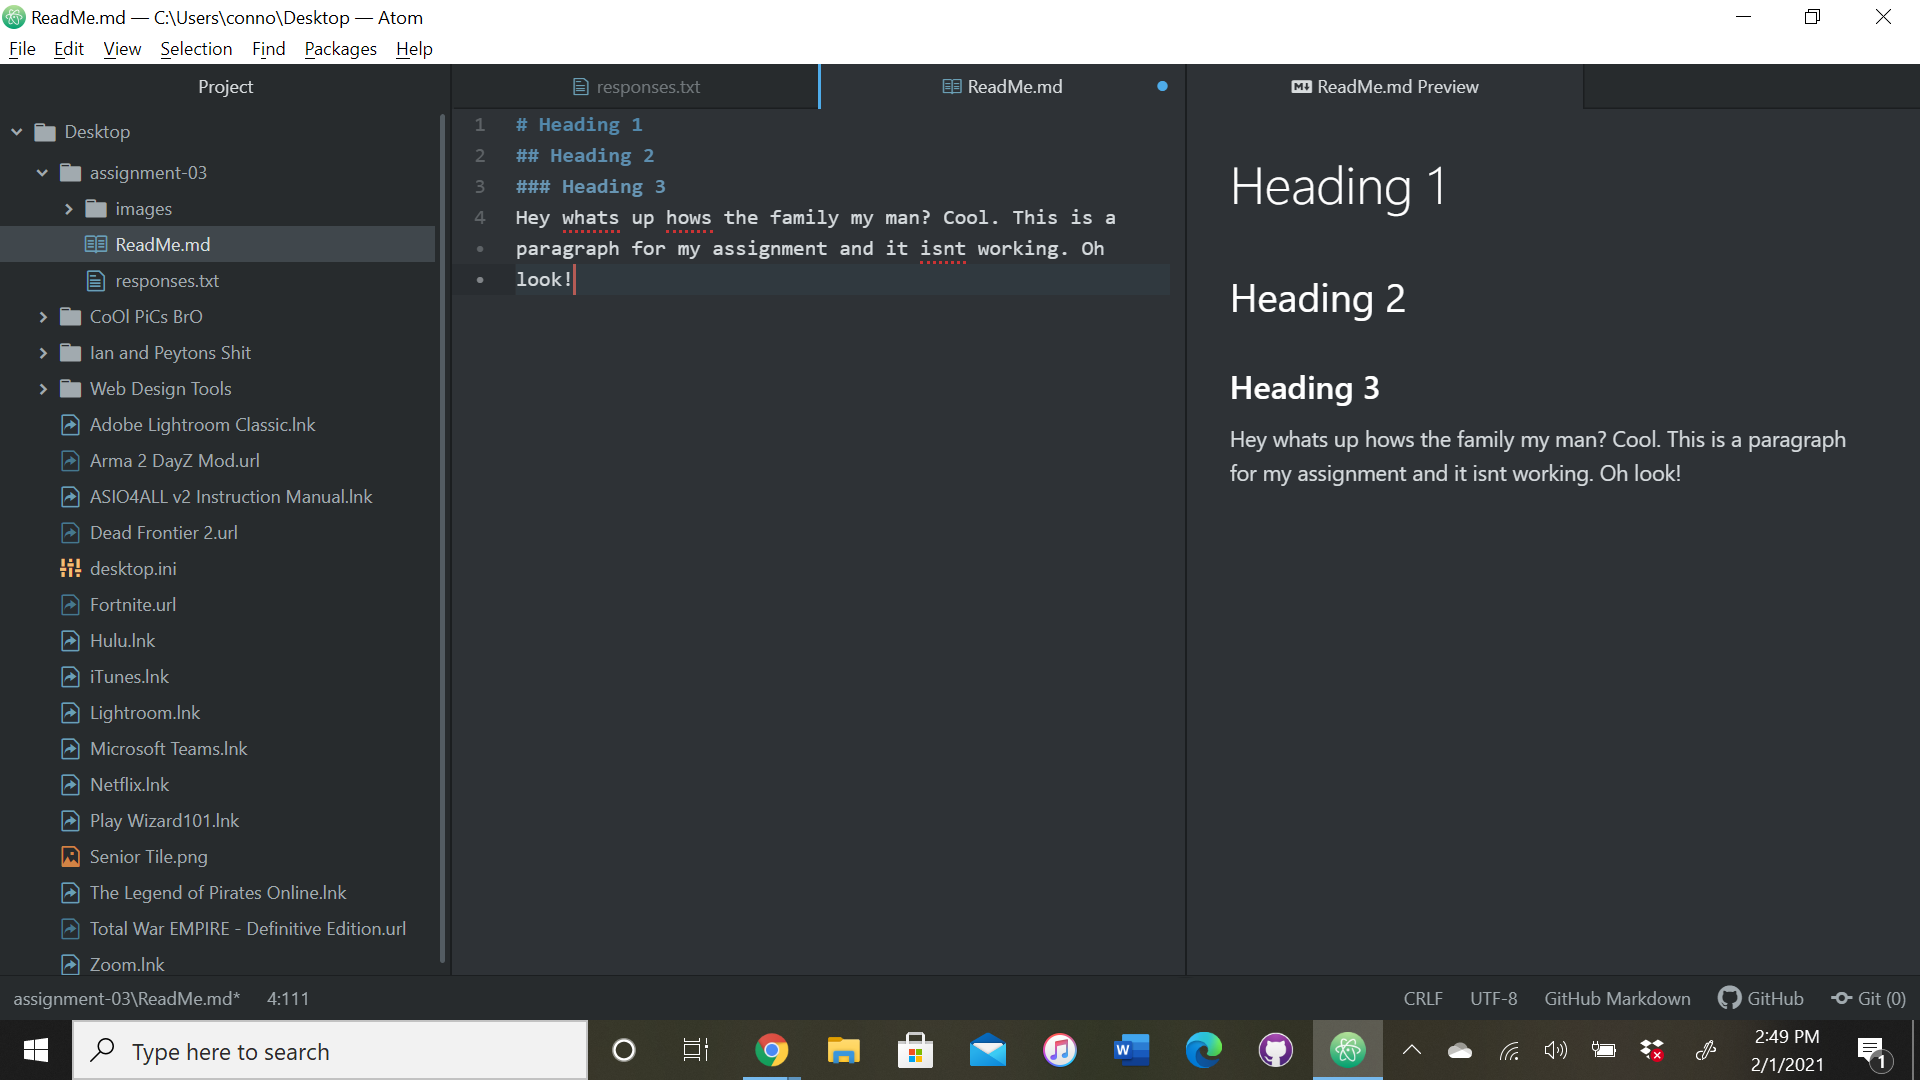 ReadMe.md — C:\Users\conno\Desktop — Atom
File Edit View Selection Find Packages Help
Project
Desktop
assignment-03
images
ReadMe.md
responses.txt
CoOl PiCs BrO
Ian and Peytons Shit
Web Design Tools
Adobe Lightroom Classic.lnk
Arma 2 DayZ Mod.url
ASIO4ALL v2 Instruction Manual.lnk
Dead Frontier 2.url
desktop.ini
Fortnite.url
Hulu.lnk
iTunes.lnk
Lightroom.lnk
Microsoft Teams.lnk
Netflix.lnk
Play Wizard101.lnk
Senior Tile.png
The Legend of Pirates Online.lnk
Total War EMPIRE - Definitive Edition.url
Zoom.lnk
responses.txt
ReadMe.md
1 # Heading 1
2 ## Heading 2
3 ### Heading 3
4 Hey whats up hows the family my man? Cool. This is a
• paragraph for my assignment and it isnt working. Oh
• look!
ReadMe.md Preview
Heading 1
Heading 2
Heading 3
Hey whats up hows the family my man? Cool. This is a paragraph
for my assignment and it isnt working. Oh look!
assignment-03\ReadMe.md* 4:111
CRLF UTF-8 GitHub Markdown GitHub Git (0)
Type here to search
2:49 PM
2/1/2021
1